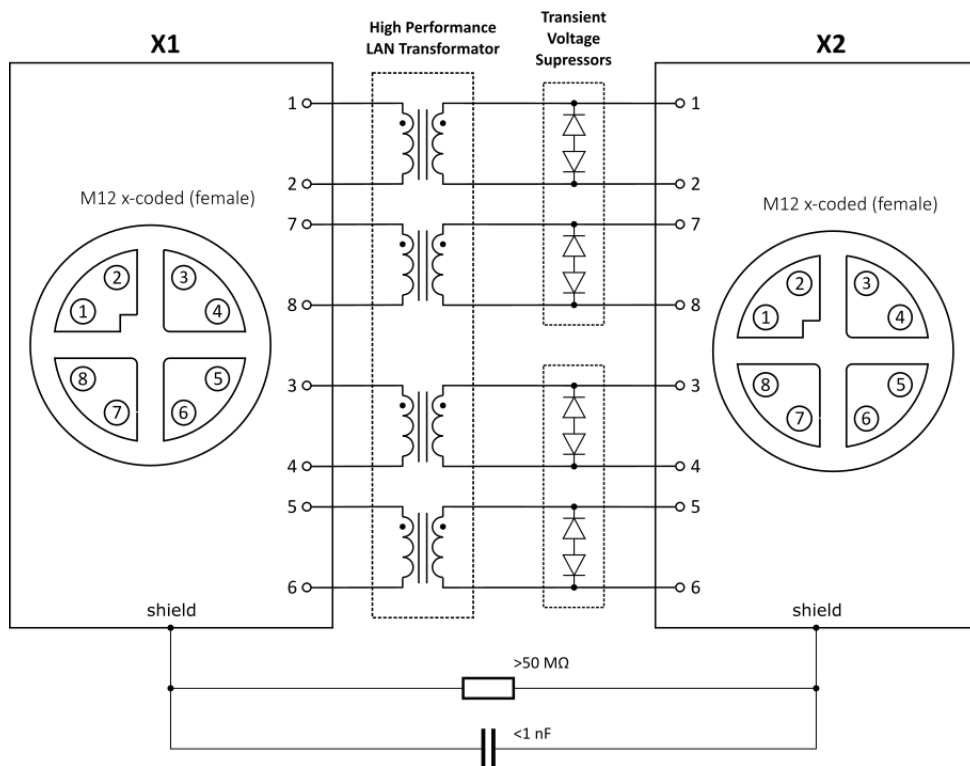 High Performance
LAN Transformator
Transient
Voltage
Supressors
X1
X2
1
2
7
8
3
4
5
6
1
2
7
8
3
4
5
6
M12 x-coded (female)
2
3
1
4
8
5
7
6
M12 x-coded (female)
2
3
1
4
8
5
7
6
shield
shield
>50 MΩ
<1 nF